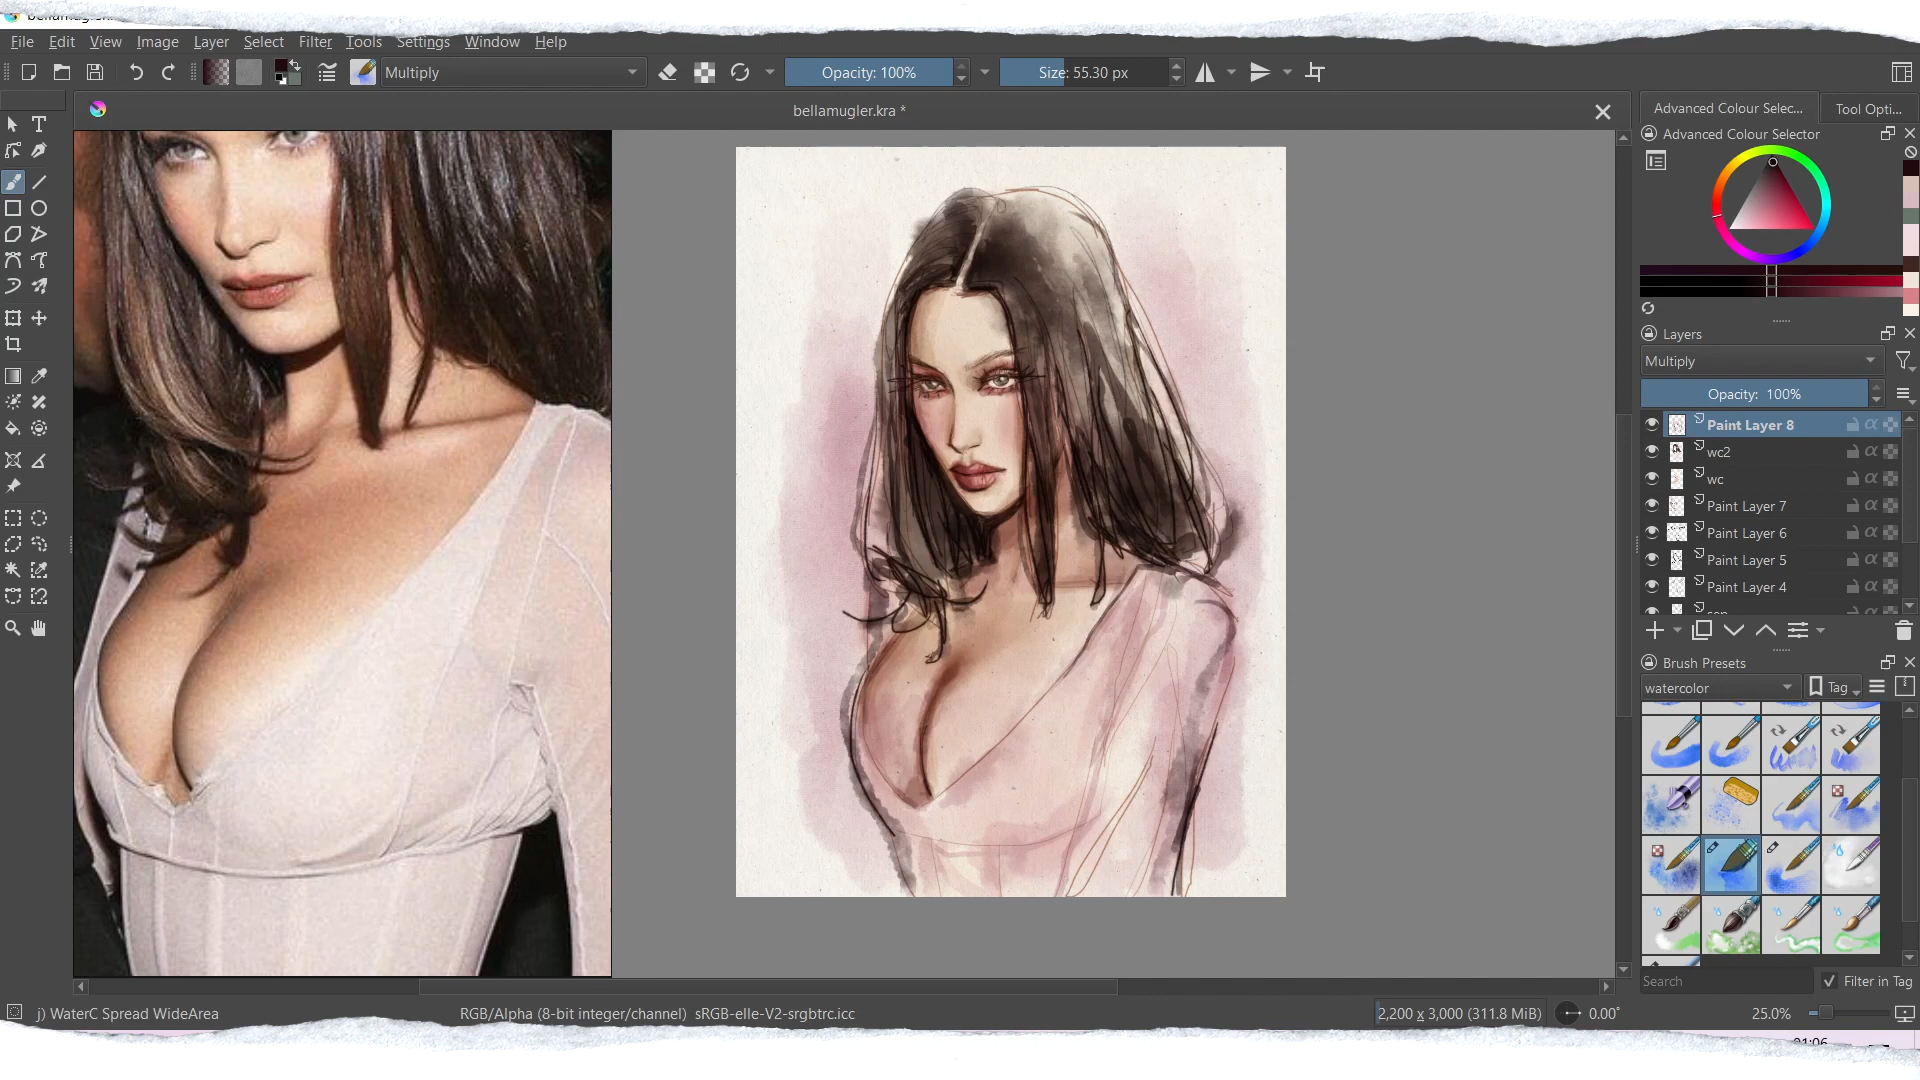 File Edit View Image Layer Select Filter Tools Settings Window Help
Multiply Opacity: 100% Size: 55.30 px
bellamugler.kra *
Advanced Colour Selec... Tool Opti...
Advanced Colour Selector
Layers
Multiply
Opacity: 100%
Paint Layer 8
wc2
wc
Paint Layer 7
Paint Layer 6
Paint Layer 5
Paint Layer 4
Brush Presets
watercolor Tag
Search Filter in Tag
j) WaterC Spread WideArea RGB/Alpha (8-bit integer/channel) sRGB-elle-V2-srgbtrc.icc 2,200 x 3,000 (311.8 MiB) 0.00° 25.0%